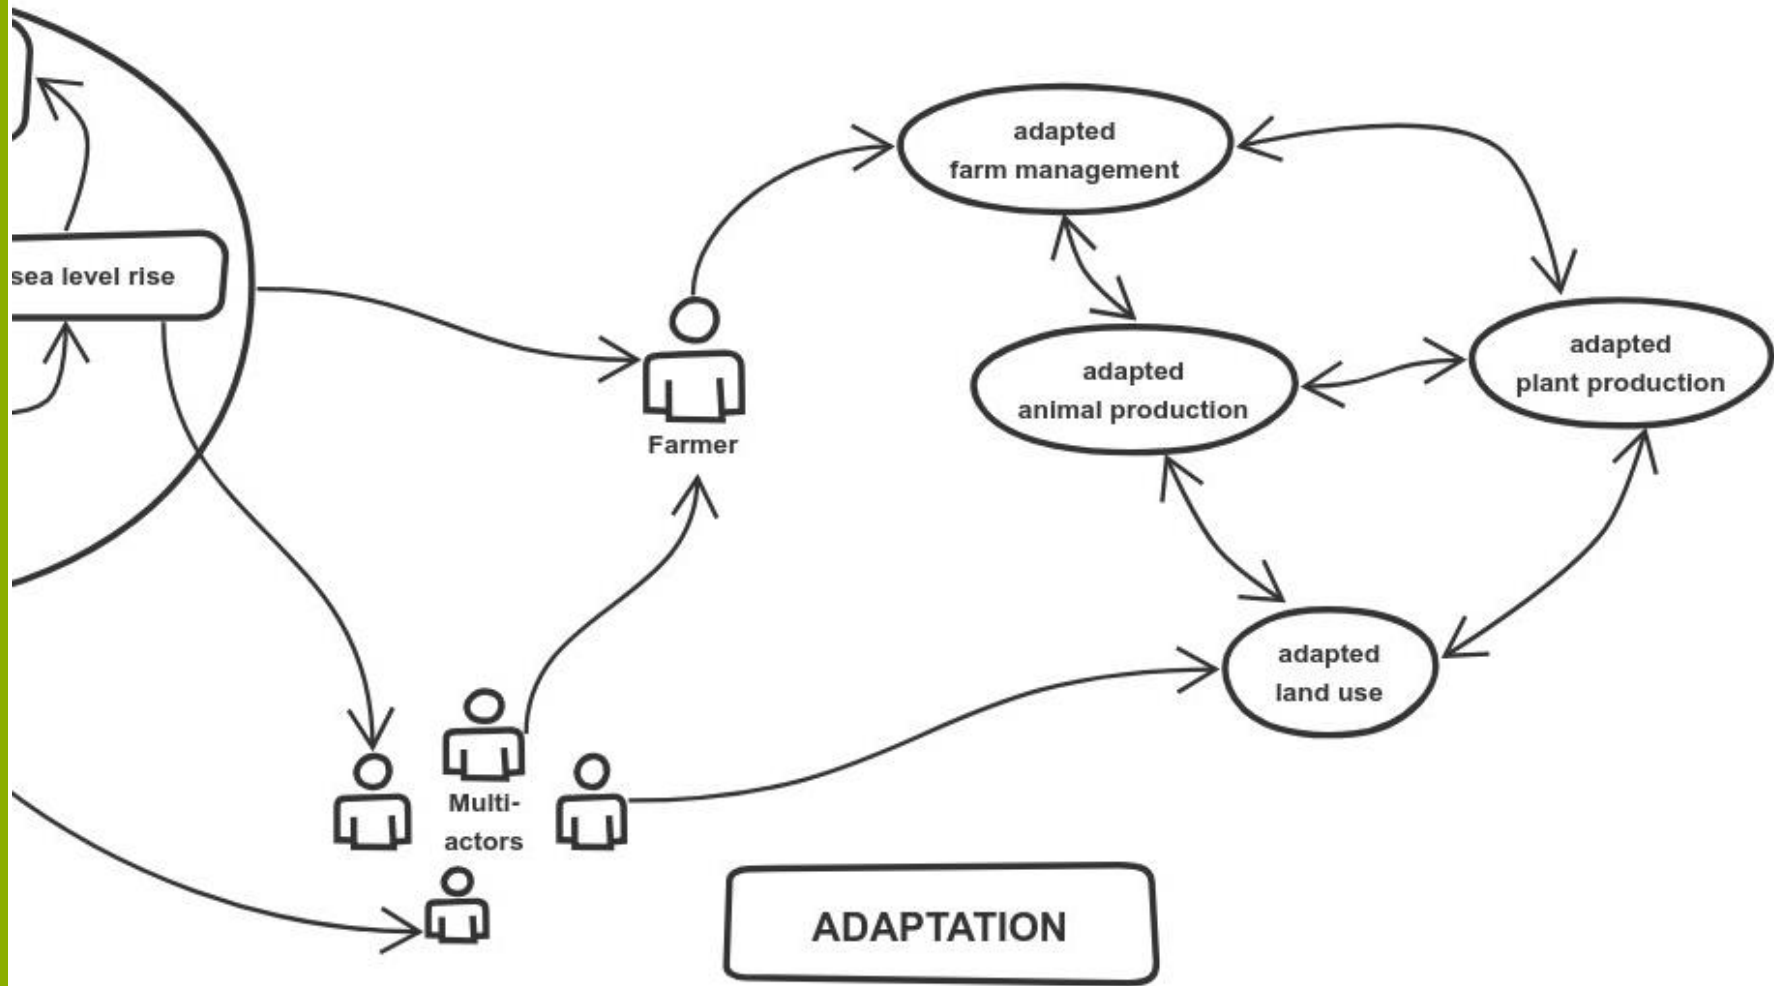 adapted
farm management
sea level rise
adapted
plant production
adapted
animal production
Farmer
adapted
land use
Multi-
actors
ADAPTATION